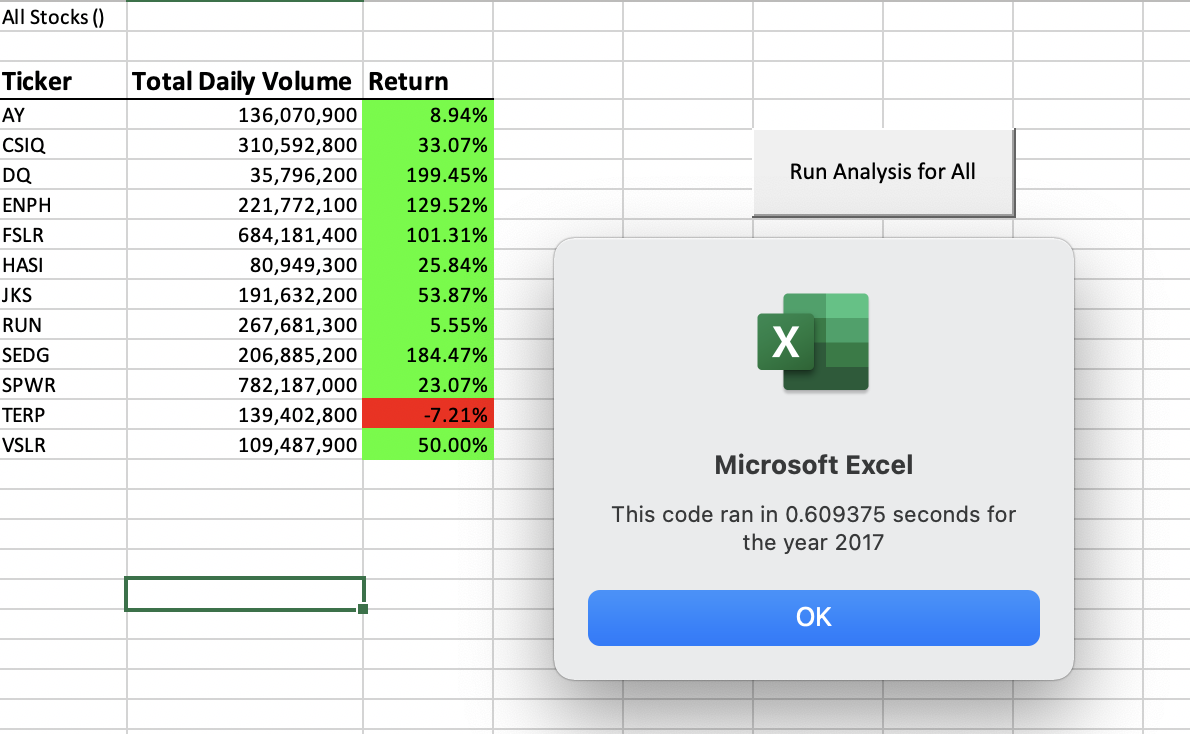 All Stocks ()
Ticker Total Daily Volume Return
AY 136,070,900 8.94%
CSIQ 310,592,800 33.07%
DQ 35,796,200 199.45%
ENPH 221,772,100 129.52%
FSLR 684,181,400 101.31%
HASI 80,949,300 25.84%
JKS 191,632,200 53.87%
RUN 267,681,300 5.55%
SEDG 206,885,200 184.47%
SPWR 782,187,000 23.07%
TERP 139,402,800 -7.21%
VSLR 109,487,900 50.00%
Run Analysis for All
X
Microsoft Excel
This code ran in 0.609375 seconds for
the year 2017
OK